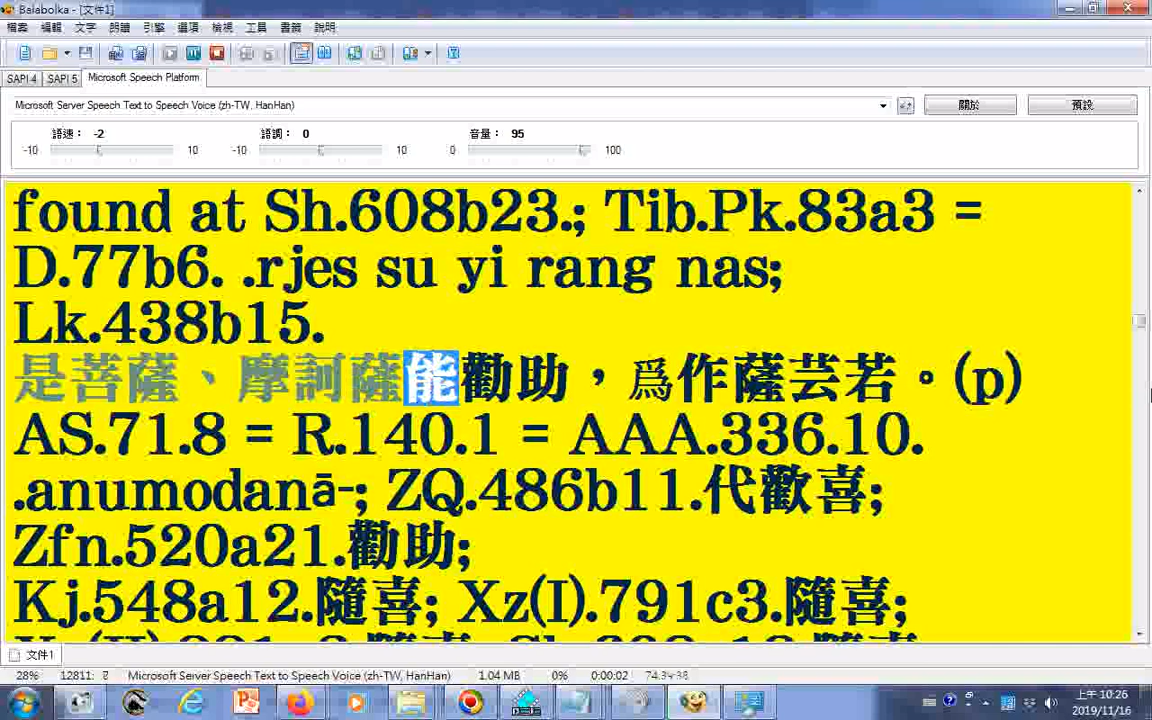 Balabolka - [文件1]
檔案 編輯 文字 朗讀 引擎 選項 檢視 工具 書籤 說明
SAPI 4 SAPI 5 Microsoft Speech Platform
Microsoft Server Speech Text to Speech Voice (zh-TW, HanHan) 關於 預設
語速: -2 語調: 0 音量: 95
-10 10 -10 10 0 100
found at Sh.608b23.; Tib.Pk.83a3 =
D.77b6. .rjes su yi rang nas;
Lk.438b15.
是菩薩、摩訶薩能勸助，爲作薩芸若。(p)
AS.71.8 = R.140.1 = AAA.336.10.
.anumodanā-; ZQ.486b11.代歡喜;
Zfn.520a21.勸助;
Kj.548a12.隨喜; Xz(I).791c3.隨喜;
文件1
28% 12811: Microsoft Server Speech Text to Speech Voice (zh-TW, HanHan) 1.04 MB 0% 0:00:02
上午 10:26
2019/11/16